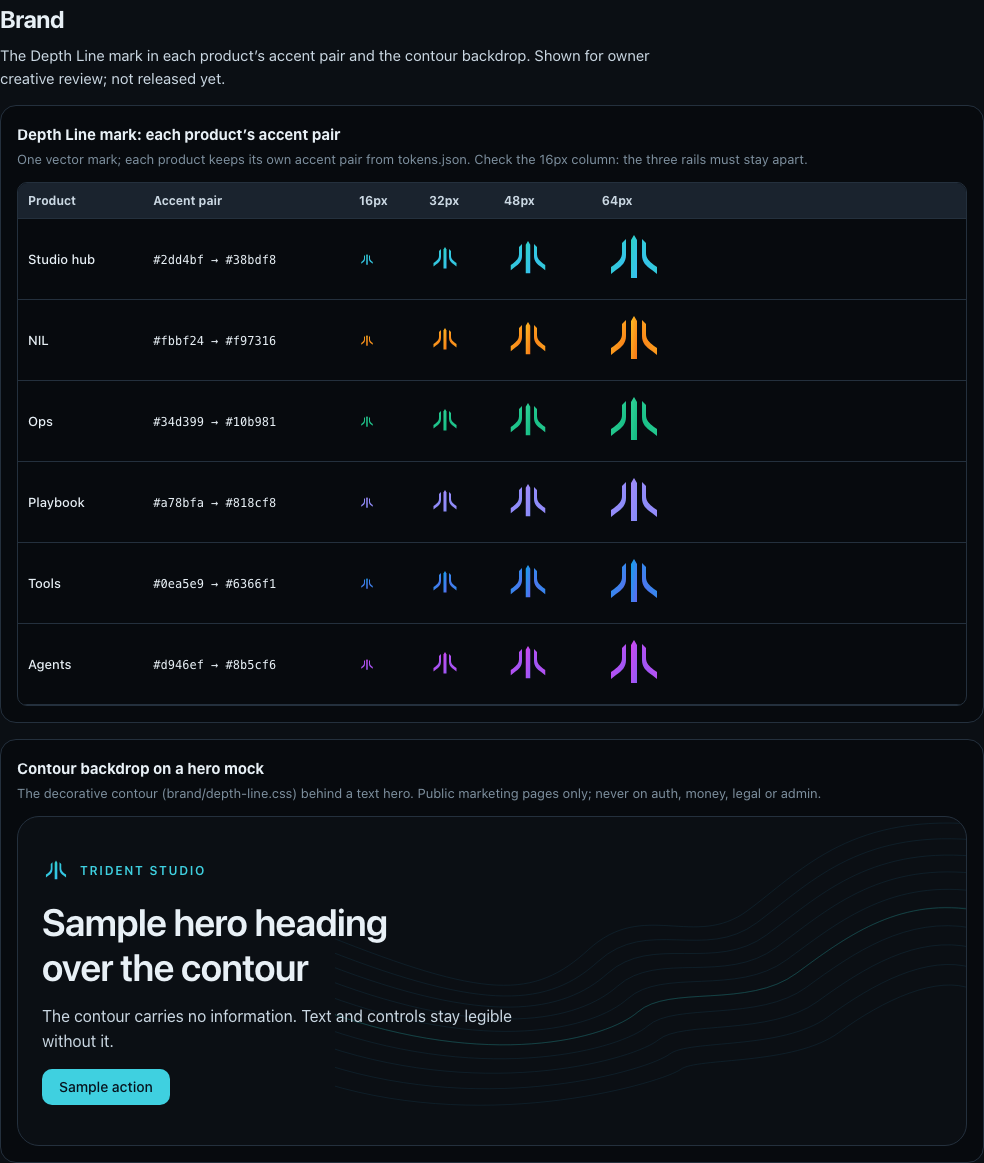 Brand
The Depth Line mark in each product’s accent pair and the contour backdrop. Shown for owner
creative review; not released yet.
Depth Line mark: each product’s accent pair
One vector mark; each product keeps its own accent pair from tokens.json. Check the 16px column: the three rails must stay apart.
Product Accent pair 16px 32px 48px 64px
Studio hub #2dd4bf → #38bdf8
NIL #fbbf24 → #f97316
Ops #34d399 → #10b981
Playbook #a78bfa → #818cf8
Tools #0ea5e9 → #6366f1
Agents #d946ef → #8b5cf6
Contour backdrop on a hero mock
The decorative contour (brand/depth-line.css) behind a text hero. Public marketing pages only; never on auth, money, legal or admin.
TRIDENT STUDIO
Sample hero heading
over the contour
The contour carries no information. Text and controls stay legible
without it.
Sample action